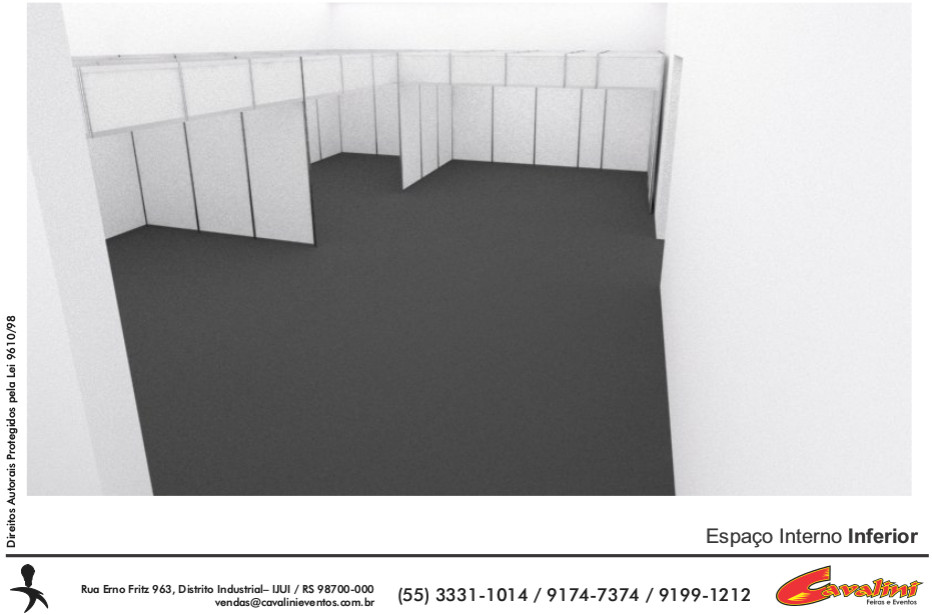 Direitos Autorais Protegidos pela Lei 9610/98
Espaço Interno Inferior
Rua Erno Fritz 963, Distrito Industrial– IJUI / RS 98700-000
vendas@cavalinieventos.com.br
(55) 3331-1014 / 9174-7374 / 9199-1212
Cavalini
Feiras e Eventos